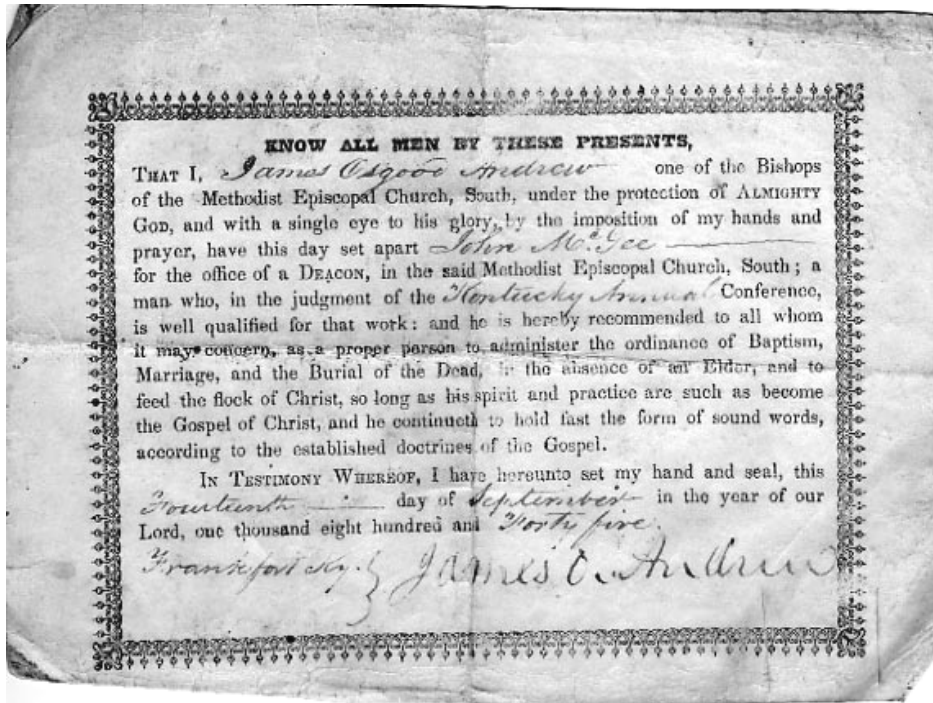 KNOW ALL MEN BY THESE PRESENTS,
THAT I, James Osgood Andrew one of the Bishops
of the Methodist Episcopal Church, South, under the protection of ALMIGHTY
GOD, and with a single eye to his glory, by the imposition of my hands and
prayer, have this day set apart John McGee
for the office of a DEACON, in the said Methodist Episcopal Church, South; a
man who, in the judgment of the Kentucky Annual Conference,
is well qualified for that work: and he is hereby recommended to all whom
it may concern, as a proper person to administer the ordinance of Baptism,
Marriage, and the Burial of the Dead, in the absence of an Elder, and to
feed the flock of Christ, so long as his spirit and practice are such as become
the Gospel of Christ, and he continueth to hold fast the form of sound words,
according to the established doctrines of the Gospel.
IN TESTIMONY WHEREOF, I have hereunto set my hand and seal, this
Fourteenth day of September in the year of our
Lord, one thousand eight hundred and Forty five.
Frankfort Ky. } James O. Andrew